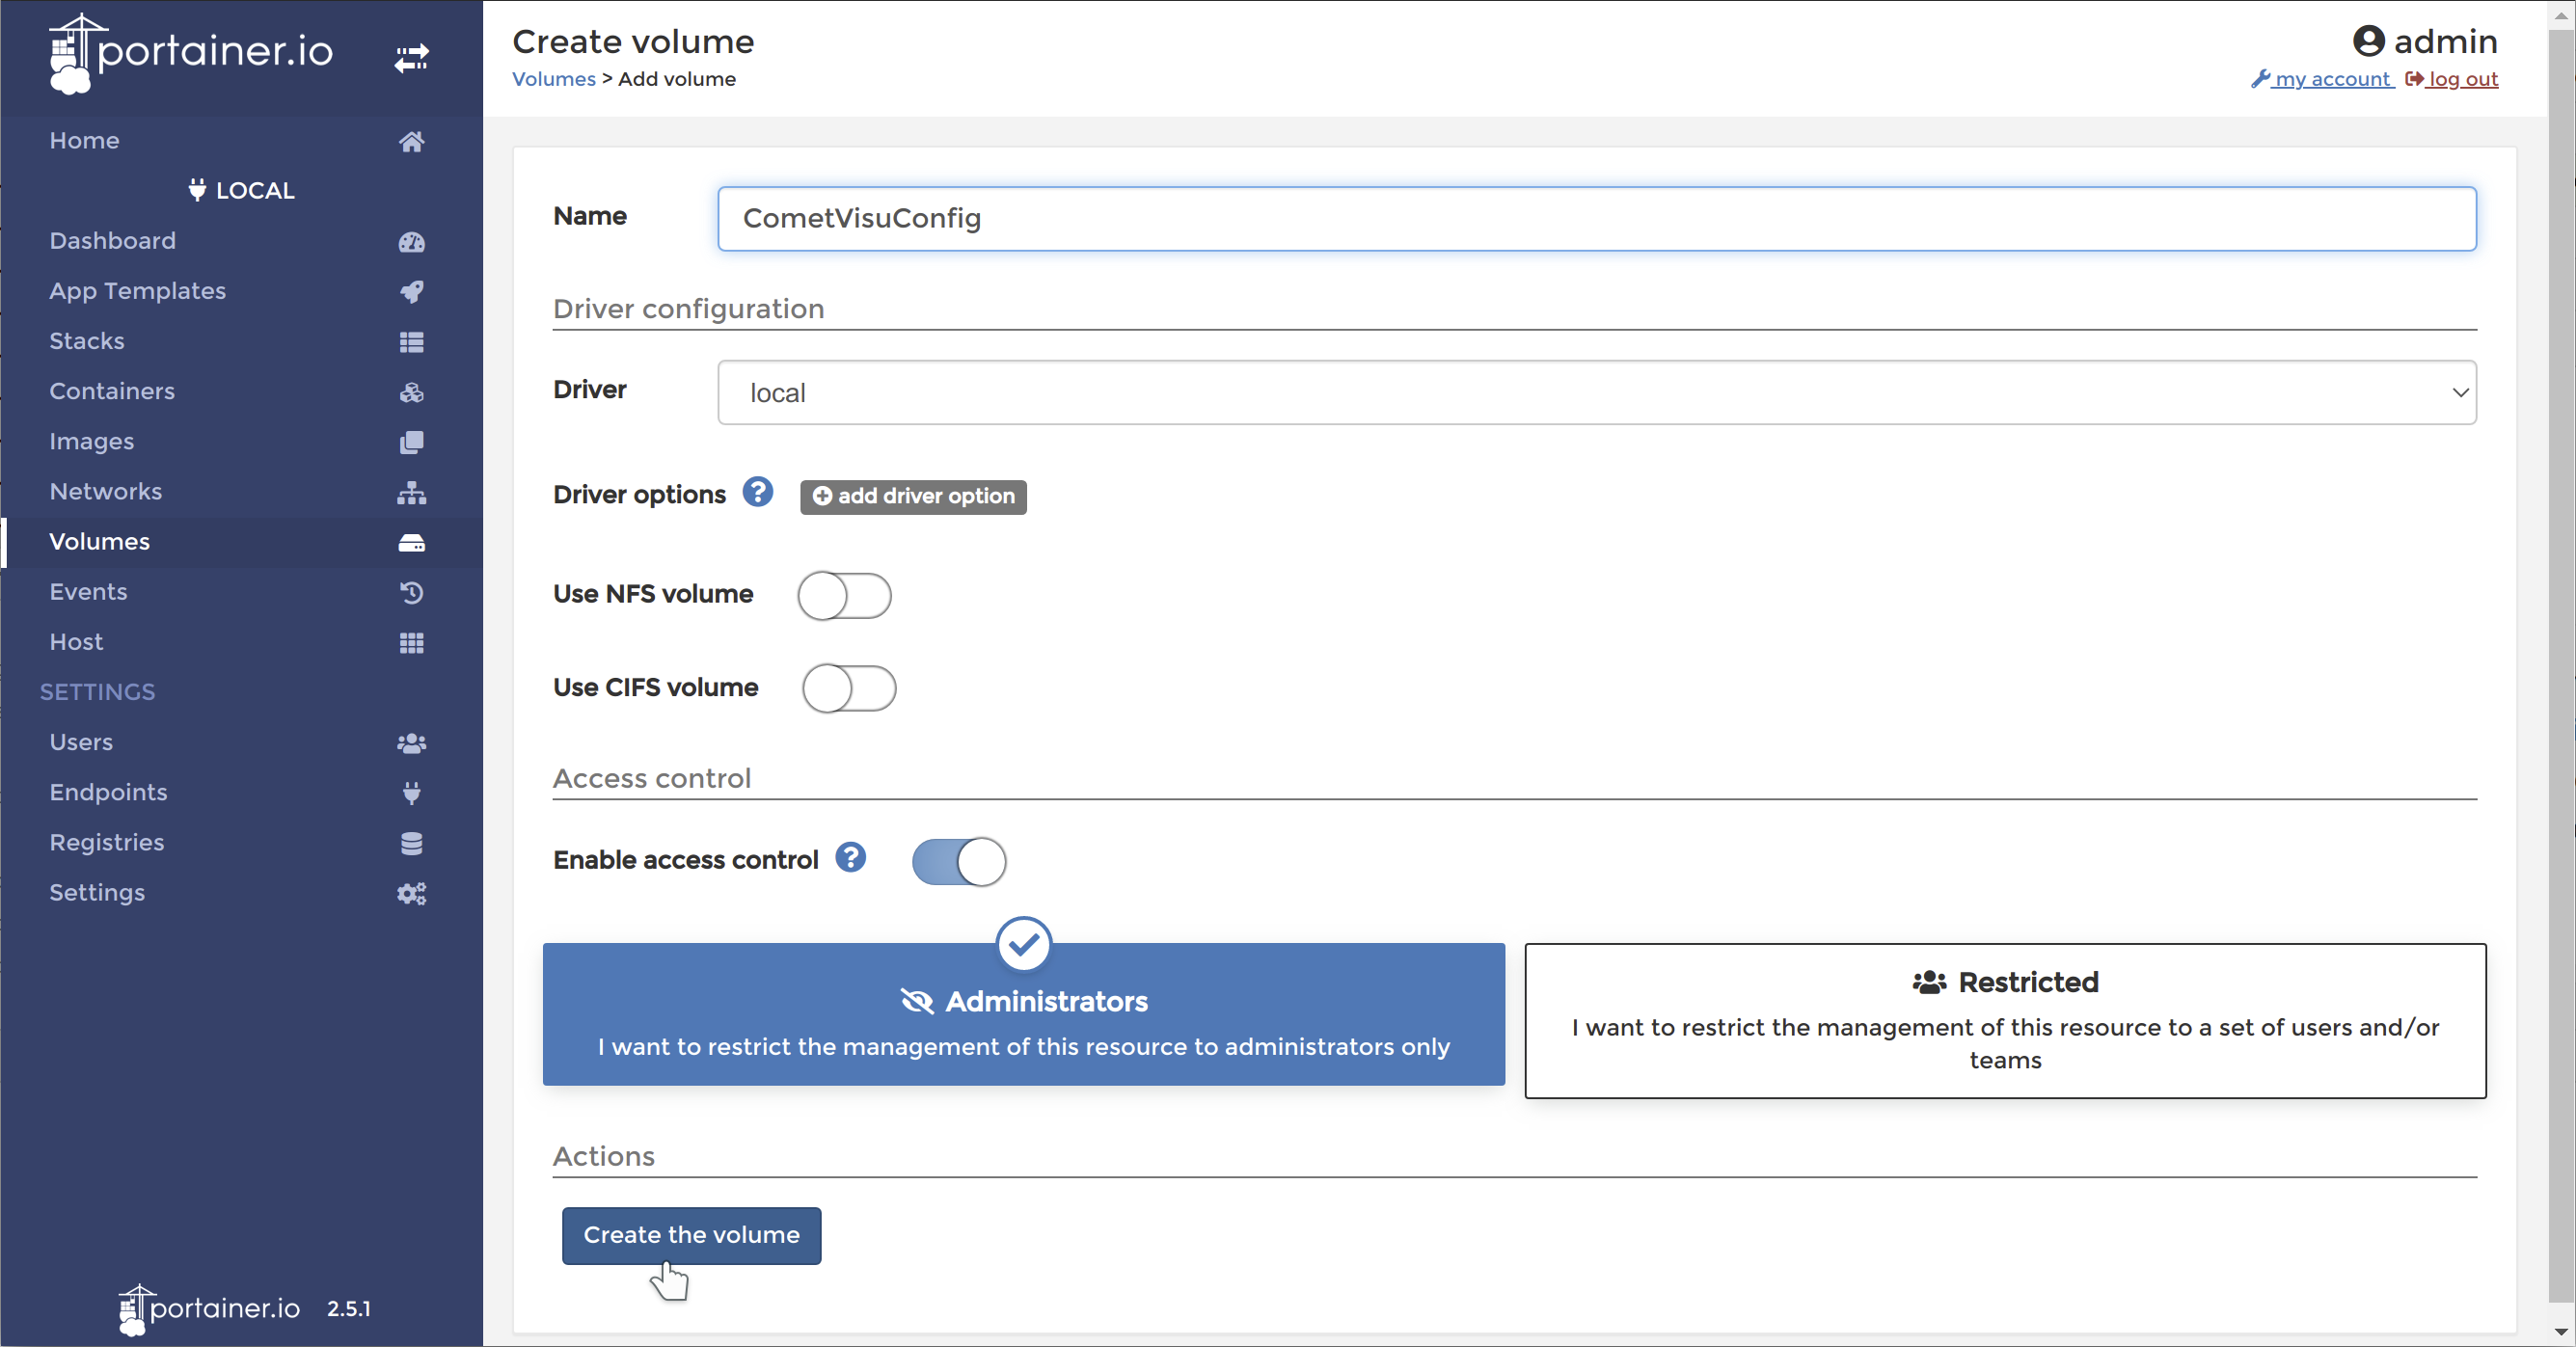 portainer.io
Home
LOCAL
Dashboard
App Templates
Stacks
Containers
Images
Networks
Volumes
Events
Host
SETTINGS
Users
Endpoints
Registries
Settings
portainer.io 2.5.1
Create volume
Volumes > Add volume
admin
my account log out
Name CometVisuConfig
Driver configuration
Driver local
Driver options ? add driver option
Use NFS volume
Use CIFS volume
Access control
Enable access control ?
Administrators
I want to restrict the management of this resource to administrators only
Restricted
I want to restrict the management of this resource to a set of users and/or
teams
Actions
Create the volume